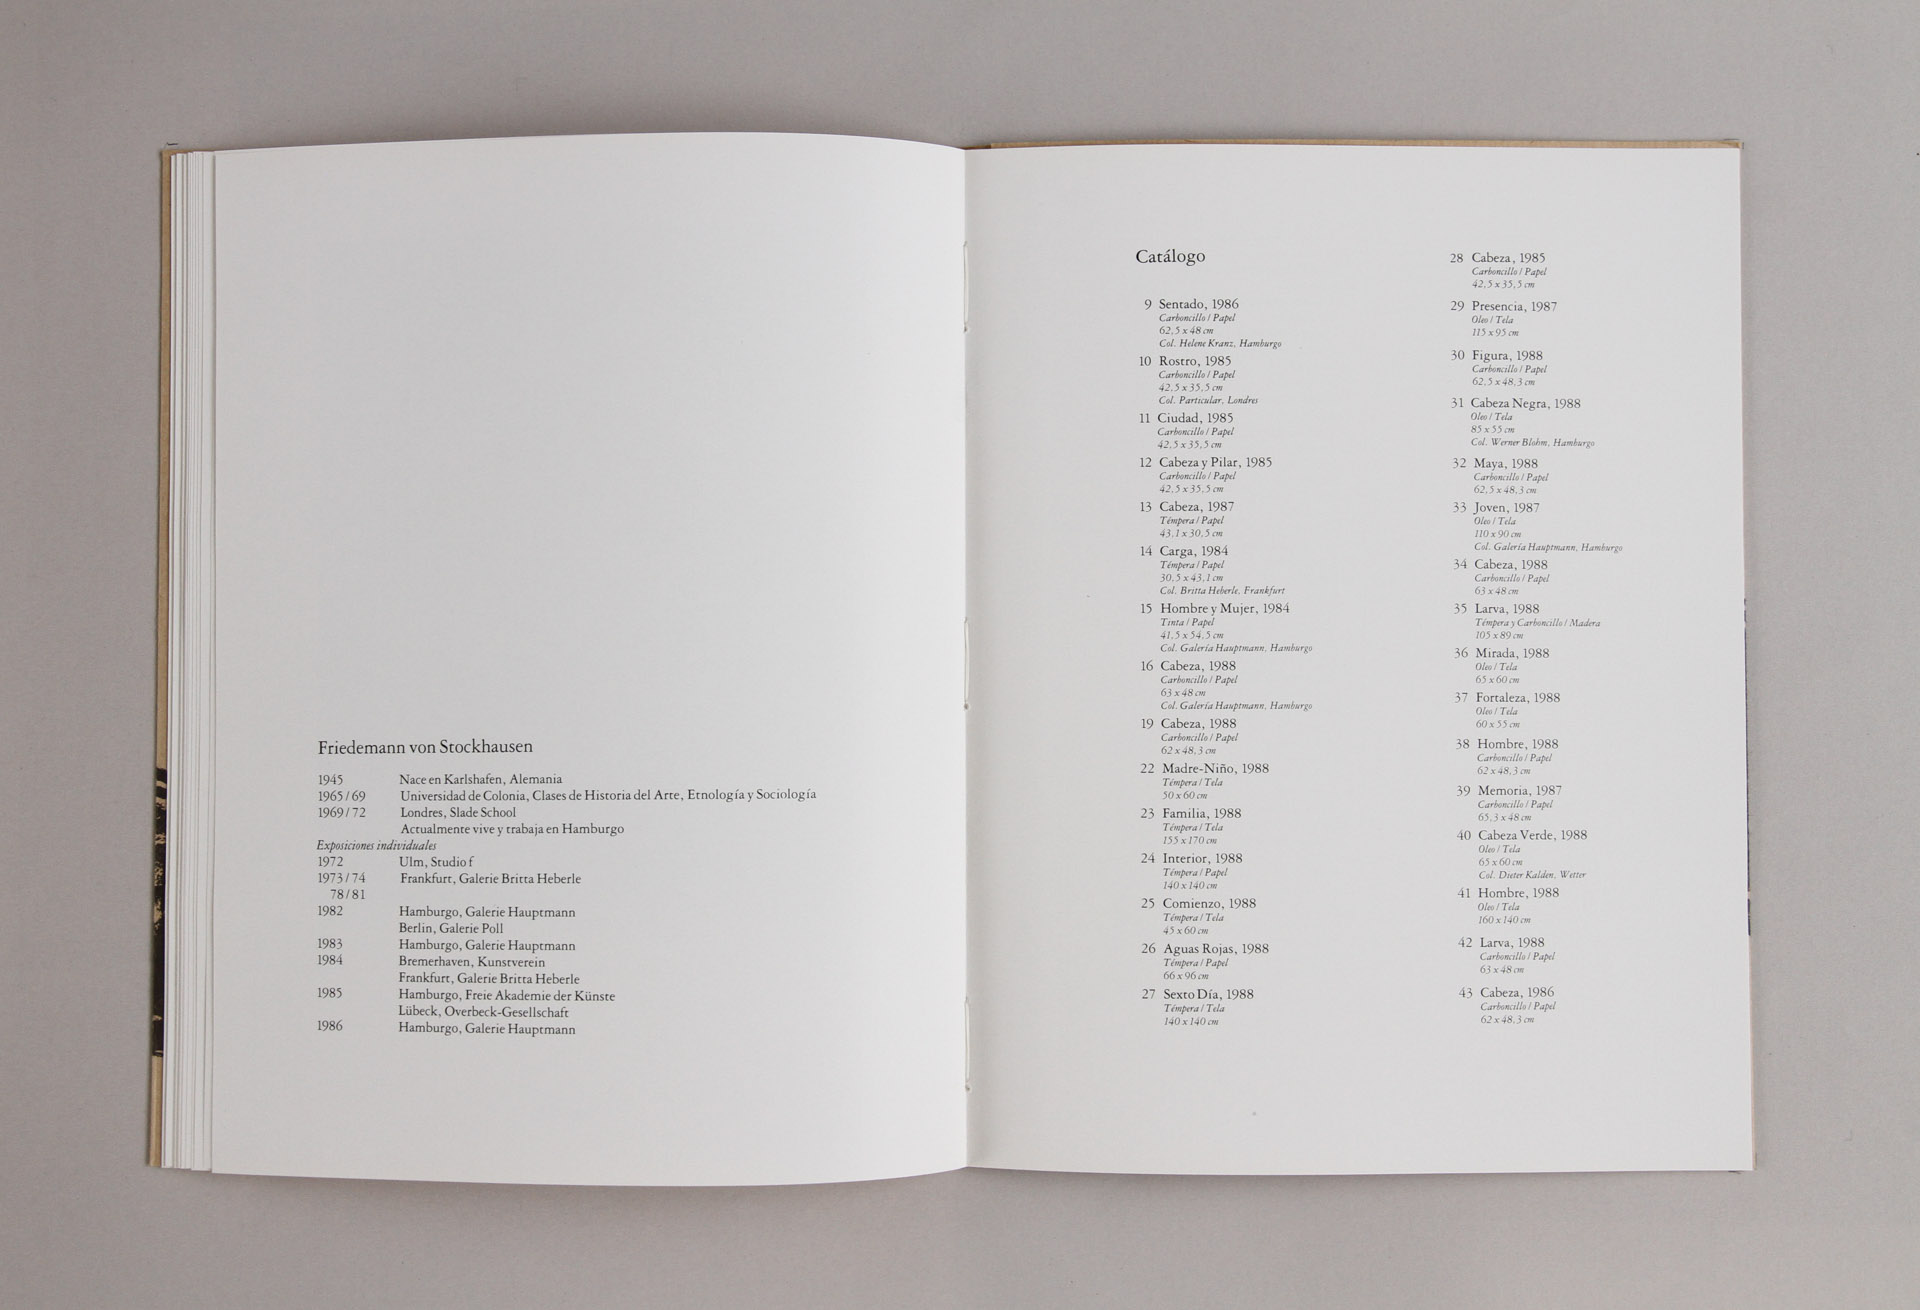 Friedemann von Stockhausen
1945 Nace en Karlshafen, Alemania
1965/69 Universidad de Colonia, Clases de Historia del Arte, Etnología y Sociología
1969/72 Londres, Slade School
Actualmente vive y trabaja en Hamburgo
Exposiciones individuales
1972 Ulm, Studio f
1973/74 Frankfurt, Galerie Britta Heberle
78/81
1982 Hamburgo, Galerie Hauptmann
Berlin, Galerie Poll
1983 Hamburgo, Galerie Hauptmann
1984 Bremerhaven, Kunstverein
Frankfurt, Galerie Britta Heberle
1985 Hamburgo, Freie Akademie der Künste
Lübeck, Overbeck-Gesellschaft
1986 Hamburgo, Galerie Hauptmann
Catálogo
9 Sentado, 1986
Carboncillo / Papel
62,5 x 48 cm
Col. Helene Kranz, Hamburgo
10 Rostro, 1985
Carboncillo / Papel
42,5 x 35,5 cm
Col. Particular, Londres
11 Ciudad, 1985
Carboncillo / Papel
42,5 x 35,5 cm
12 Cabeza y Pilar, 1985
Carboncillo / Papel
42,5 x 35,5 cm
13 Cabeza, 1987
Témpera / Papel
43,1 x 30,5 cm
14 Carga, 1984
Témpera / Papel
30,5 x 43,1 cm
Col. Britta Heberle, Frankfurt
15 Hombre y Mujer, 1984
Tinta / Papel
41,5 x 54,5 cm
Col. Galería Hauptmann, Hamburgo
16 Cabeza, 1988
Carboncillo / Papel
63 x 48 cm
Col. Galería Hauptmann, Hamburgo
19 Cabeza, 1988
Carboncillo / Papel
62 x 48,3 cm
22 Madre-Niño, 1988
Témpera / Tela
50 x 60 cm
23 Familia, 1988
Témpera / Tela
155 x 170 cm
24 Interior, 1988
Témpera / Papel
140 x 140 cm
25 Comienzo, 1988
Témpera / Tela
45 x 60 cm
26 Aguas Rojas, 1988
Témpera / Papel
66 x 96 cm
27 Sexto Día, 1988
Témpera / Tela
140 x 140 cm
28 Cabeza, 1985
Carboncillo / Papel
42,5 x 35,5 cm
29 Presencia, 1987
Oleo / Tela
115 x 95 cm
30 Figura, 1988
Carboncillo / Papel
62,5 x 48,3 cm
31 Cabeza Negra, 1988
Oleo / Tela
85 x 55 cm
Col. Werner Blohm, Hamburgo
32 Maya, 1988
Carboncillo / Papel
62,5 x 48,3 cm
33 Joven, 1987
Oleo / Tela
110 x 90 cm
Col. Galería Hauptmann, Hamburgo
34 Cabeza, 1988
Carboncillo / Papel
63 x 48 cm
35 Larva, 1988
Témpera y Carboncillo / Madera
105 x 89 cm
36 Mirada, 1988
Oleo / Tela
65 x 60 cm
37 Fortaleza, 1988
Oleo / Tela
60 x 55 cm
38 Hombre, 1988
Carboncillo / Papel
62 x 48,3 cm
39 Memoria, 1987
Carboncillo / Papel
65,3 x 48 cm
40 Cabeza Verde, 1988
Oleo / Tela
65 x 60 cm
Col. Dieter Kalden, Wetter
41 Hombre, 1988
Oleo / Tela
160 x 140 cm
42 Larva, 1988
Carboncillo / Papel
63 x 48 cm
43 Cabeza, 1986
Carboncillo / Papel
62 x 48,3 cm